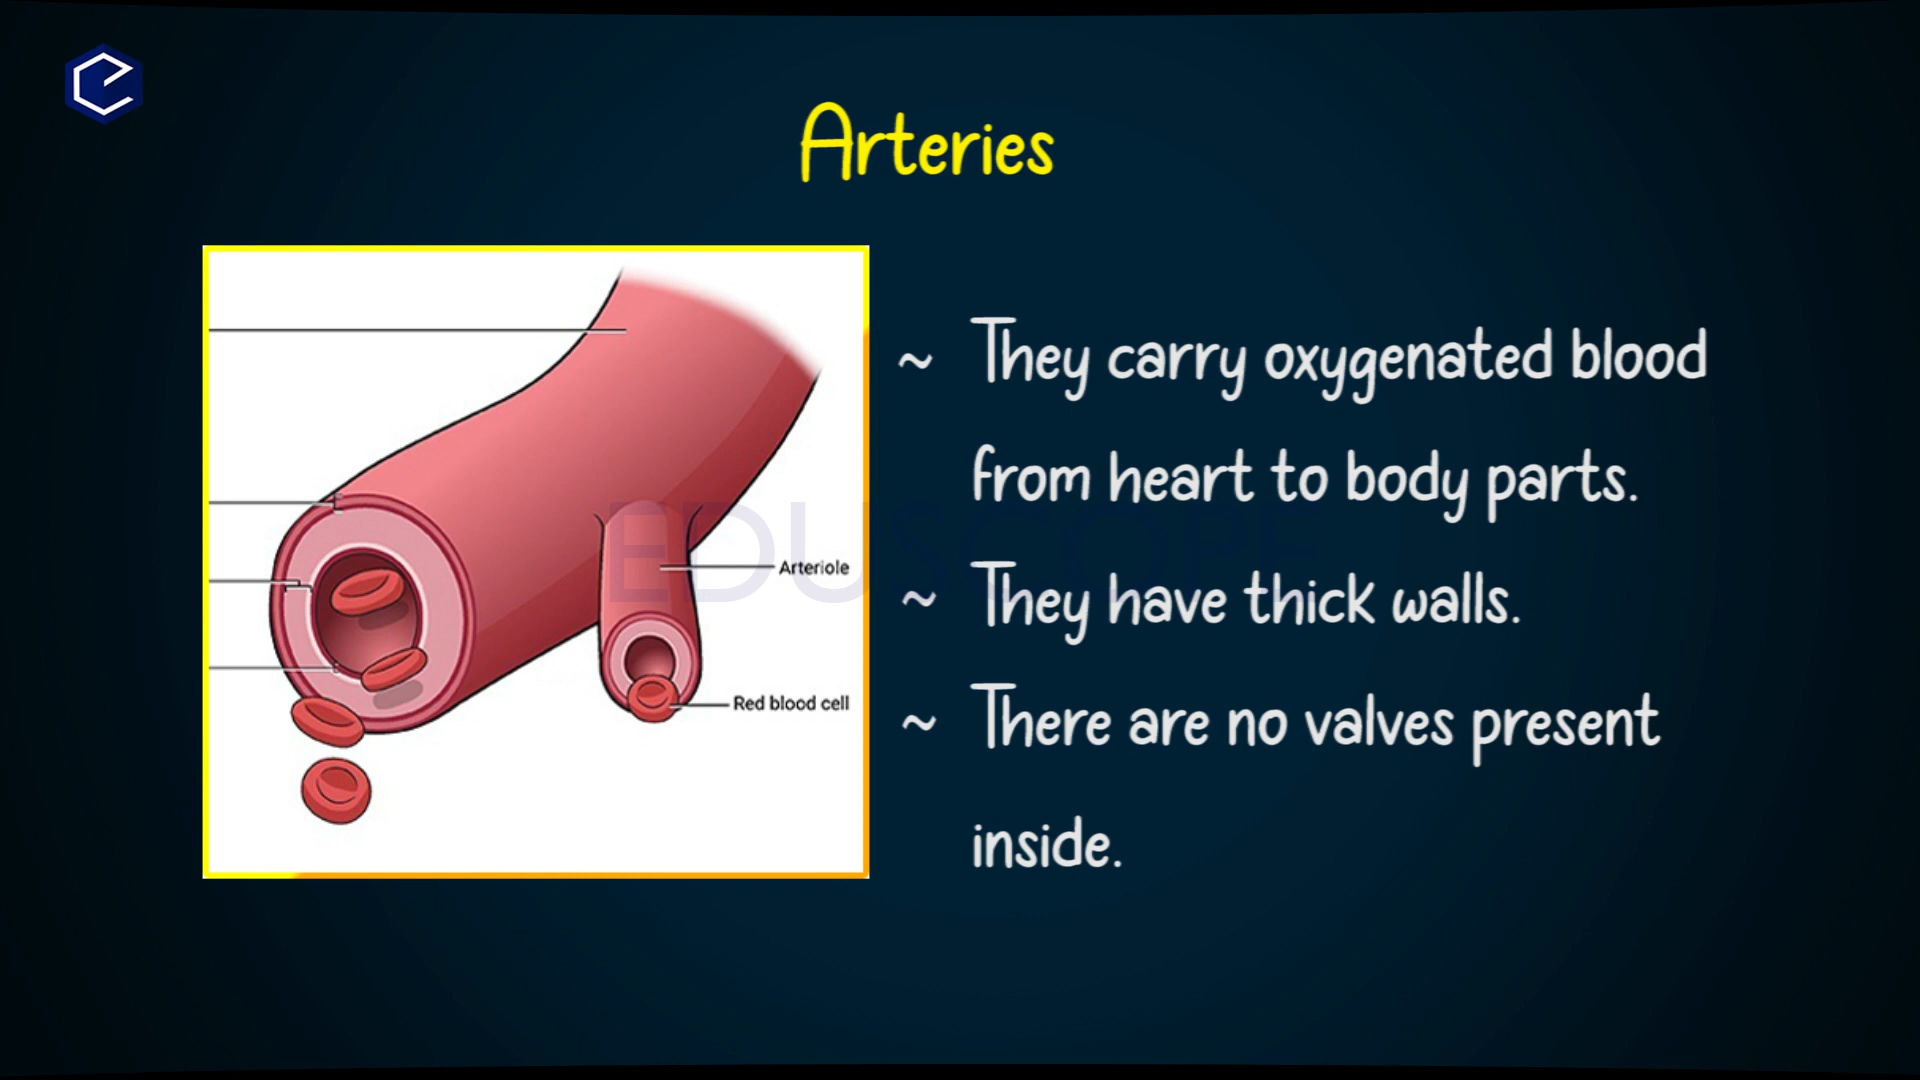 Arteries
~ They carry oxygenated blood
from heart to body parts.
~ They have thick walls.
~ There are no valves present
inside.
Arteriole
Red blood cell
EDUSCOPE